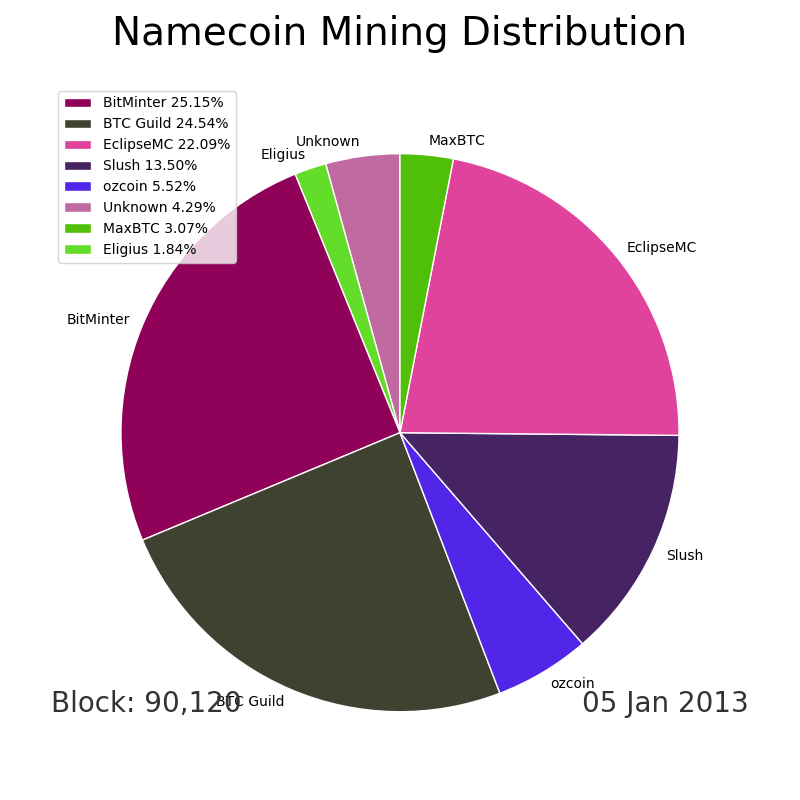 Namecoin Mining Distribution
BitMinter 25.15%
BTC Guild 24.54%
EclipseMC 22.09%
Slush 13.50%
ozcoin 5.52%
Unknown 4.29%
MaxBTC 3.07%
Eligius 1.84%
Unknown
MaxBTC
Eligius
EclipseMC
BitMinter
Slush
ozcoin
BTC Guild
Block: 90,120
05 Jan 2013